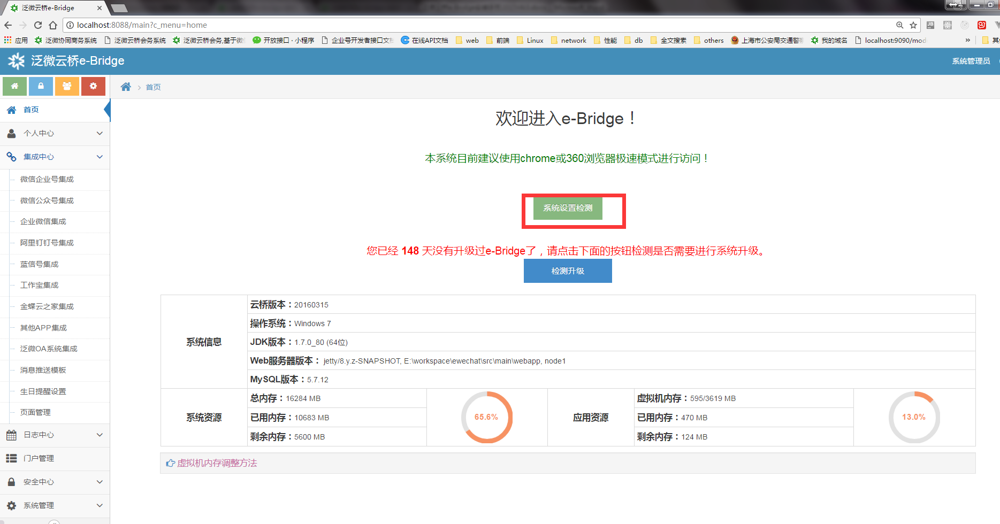 泛微云桥e-Bridge
localhost:8088/main?c_menu=home
应用 泛微协同商务系统 泛微云桥会务系统 泛微云桥会务,基于微信 开放接口 · 小程序 企业号开发者接口文档 在线API文档 web 前端 Linux network 性能 db 全文搜索 others 上海市公安局交通警察 我的域名 localhost:9090/mod
泛微云桥e-Bridge
系统管理员
首页
首页
个人中心
集成中心
微信企业号集成
微信公众号集成
企业微信集成
阿里钉钉号集成
蓝信号集成
工作宝集成
金蝶云之家集成
其他APP集成
泛微OA系统集成
消息推送模板
生日提醒设置
页面管理
日志中心
门户管理
安全中心
系统管理
欢迎进入e-Bridge！
本系统目前建议使用chrome或360浏览器极速模式进行访问！
系统设置检测
您已经 148 天没有升级过e-Bridge了，请点击下面的按钮检测是否需要进行系统升级。
检测升级
系统信息
云桥版本：20160315
操作系统：Windows 7
JDK版本：1.7.0_80 (64位)
Web服务器版本： jetty/8.y.z-SNAPSHOT, E:\workspace\ewechat\src\main\webapp, node1
MySQL版本：5.7.12
系统资源
总内存：16284 MB
已用内存：10683 MB
剩余内存：5600 MB
65.6%
应用资源
虚拟机内存：595/3619 MB
已用内存：470 MB
剩余内存：124 MB
13.0%
虚拟机内存调整方法